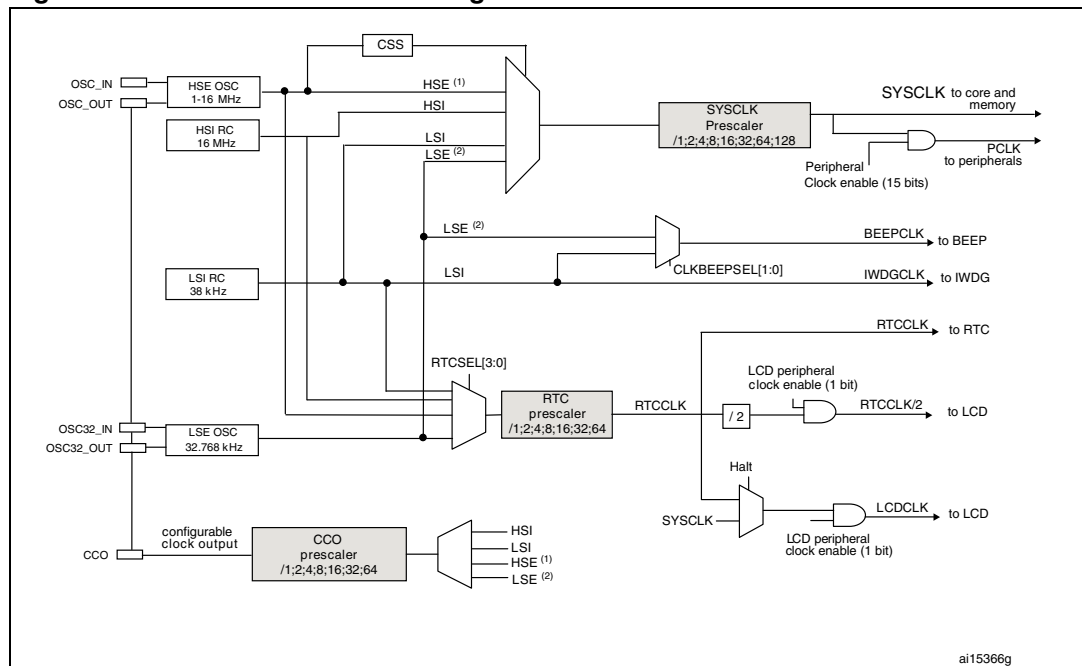 CSS
OSC_IN
OSC_OUT
HSE OSC
1-16 MHz
HSE (1)
HSI RC
16 MHz
HSI
LSI
LSE (2)
SYSCLK
Prescaler
/1;2;4;8;16;32;64;128
SYSCLK to core and
memory
PCLK
to peripherals
Peripheral
Clock enable (15 bits)
LSE (2)
BEEPCLK
to BEEP
CLKBEEPSEL[1:0]
LSI RC
38 kHz
LSI
IWDGCLK
to IWDG
RTCCLK
to RTC
RTCSEL[3:0]
LCD peripheral
clock enable (1 bit)
RTC
prescaler
/1;2;4;8;16;32;64
RTCCLK
/ 2
RTCCLK/2
to LCD
OSC32_IN
OSC32_OUT
LSE OSC
32.768 kHz
Halt
SYSCLK
LCDCLK
to LCD
LCD peripheral
clock enable (1 bit)
CCO
configurable
clock output
CCO
prescaler
/1;2;4;8;16;32;64
HSI
LSI
HSE (1)
LSE (2)
ai15366g